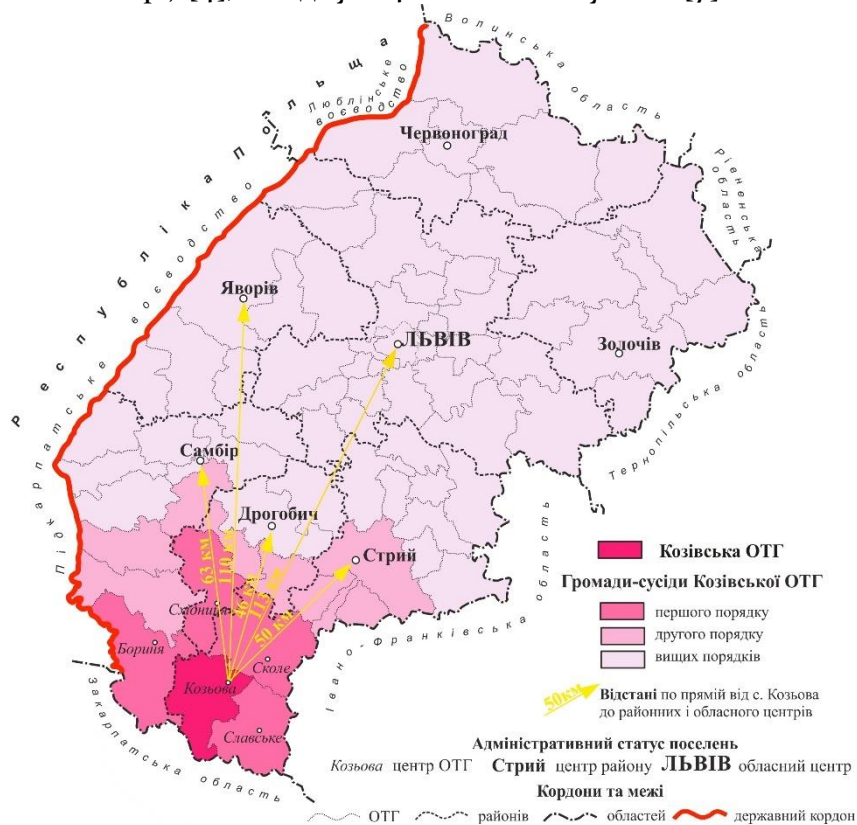 Волинська область
Люблінське воєводство
Республіка Польща
Червоноград
Рівненська область
Підкарпатське воєводство
Яворів
ЛЬВІВ
Золочів
Тернопільська область
Самбір
Дрогобич
Стрий
63 км
110 км
46 км
50 км
Східниця
Бориня
Сколе
Козьова
Славське
Івано-Франківська область
Закарпатська область
Козівська ОТГ
Громади-сусіди Козівської ОТГ
першого порядку
другого порядку
вищих порядків
50км
Відстані по прямій від с. Козьова
до районних і обласного центрів
Адміністративний статус поселень
Козьова центр ОТГ Стрий центр району ЛЬВІВ обласний центр
Кордони та межі
ОТГ районів областей державний кордон